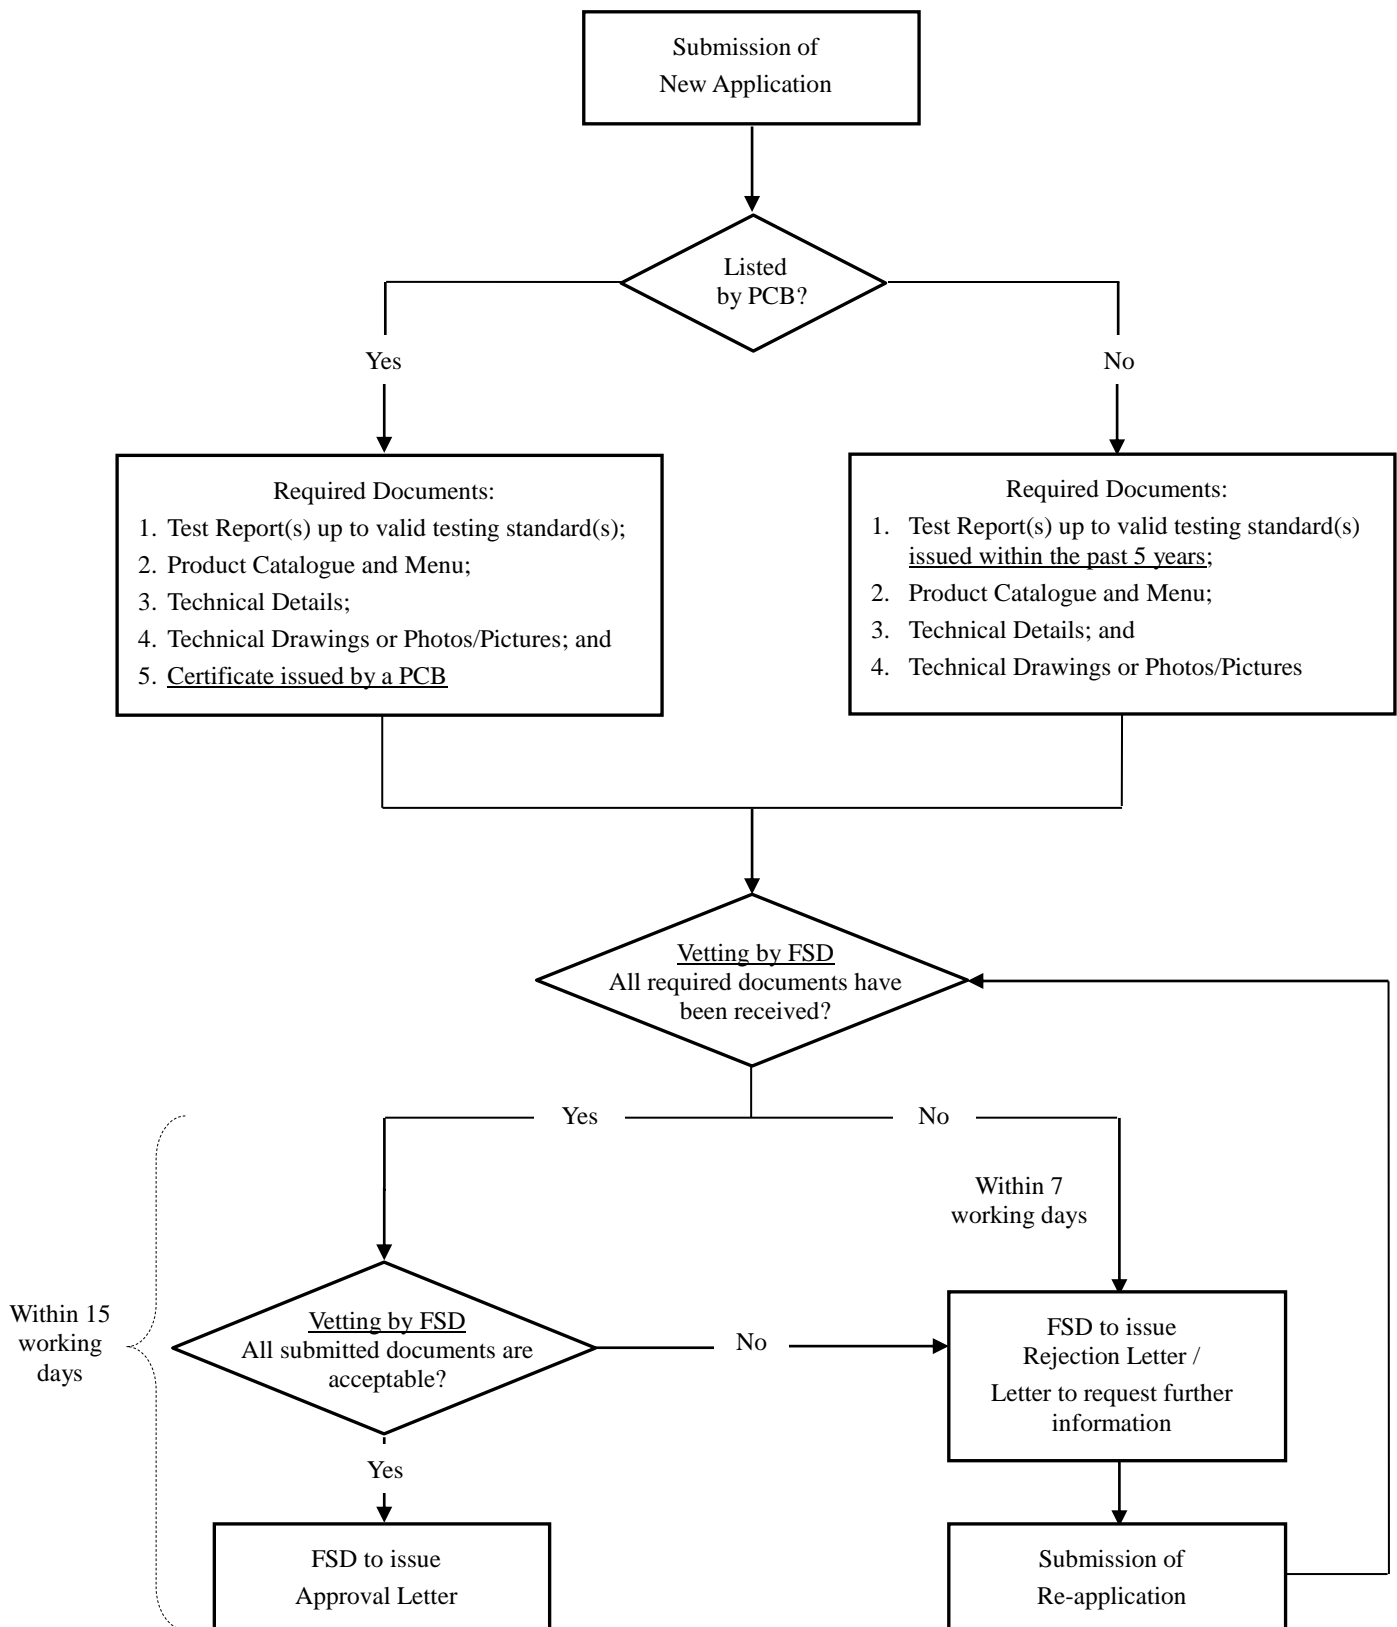 Submission of
New Application
Listed
by PCB?
Yes
No
Required Documents:
1. Test Report(s) up to valid testing standard(s);
2. Product Catalogue and Menu;
3. Technical Details;
4. Technical Drawings or Photos/Pictures; and
5. Certificate issued by a PCB
Required Documents:
1. Test Report(s) up to valid testing standard(s)
issued within the past 5 years;
2. Product Catalogue and Menu;
3. Technical Details; and
4. Technical Drawings or Photos/Pictures
Vetting by FSD
All required documents have
been received?
Yes
No
Within 7
working days
Within 15
working
days
Vetting by FSD
All submitted documents are
acceptable?
No
FSD to issue
Rejection Letter /
Letter to request further
information
Yes
FSD to issue
Approval Letter
Submission of
Re-application